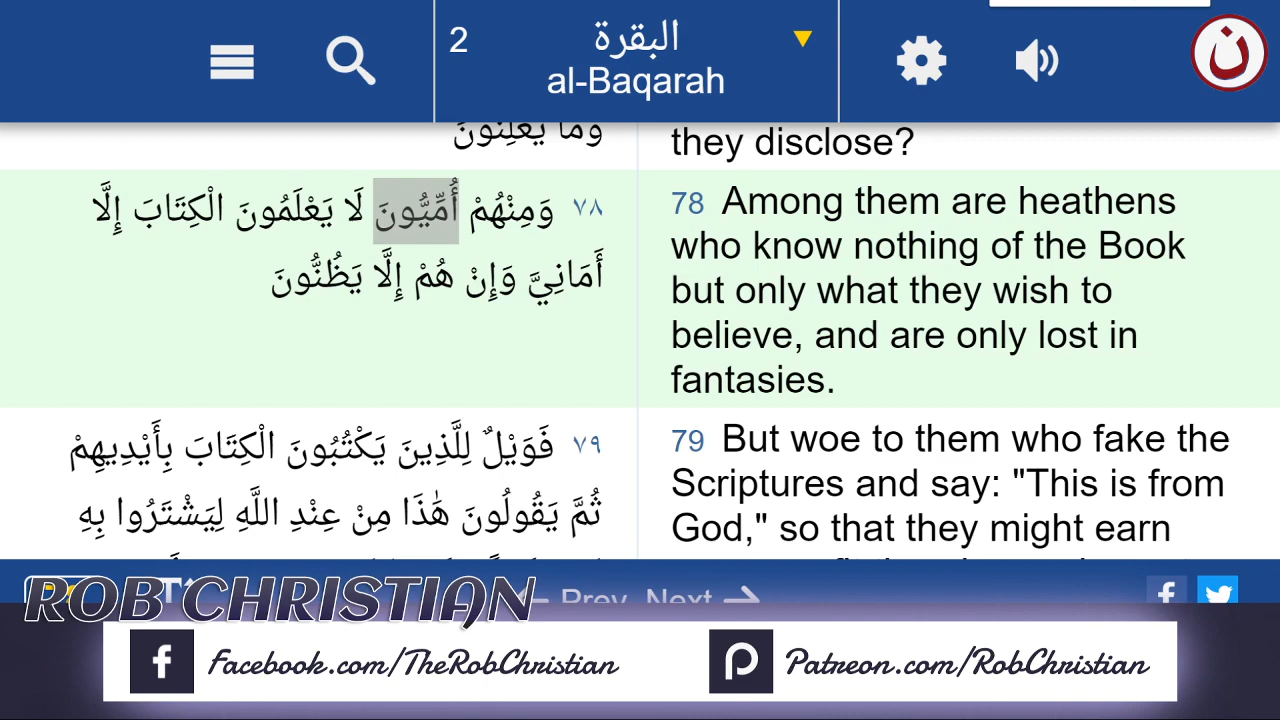 2
البقرة
al-Baqarah
ن
وما يعلنون
they disclose?
٧٨ وَمِنْهُمْ أُمِّيُّونَ لَا يَعْلَمُونَ الْكِتَابَ إِلَّا
أَمَانِيَّ وَإِنْ هُمْ إِلَّا يَظُنُّونَ
78 Among them are heathens
who know nothing of the Book
but only what they wish to
believe, and are only lost in
fantasies.
٧٩ فَوَيْلٌ لِلَّذِينَ يَكْتُبُونَ الْكِتَابَ بِأَيْدِيهِمْ
ثُمَّ يَقُولُونَ هَٰذَا مِنْ عِنْدِ اللَّهِ لِيَشْتَرُوا بِهِ
79 But woe to them who fake the
Scriptures and say: "This is from
God," so that they might earn
← Prev Next →
ROB CHRISTIAN
Facebook.com/TheRobChristian
Patreon.com/RobChristian